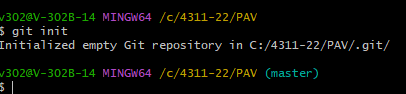 v302@V-302B-14 MINGW64 /c/4311-22/PAV
$ git init
Initialized empty Git repository in C:/4311-22/PAV/.git/
v302@V-302B-14 MINGW64 /c/4311-22/PAV (master)
$